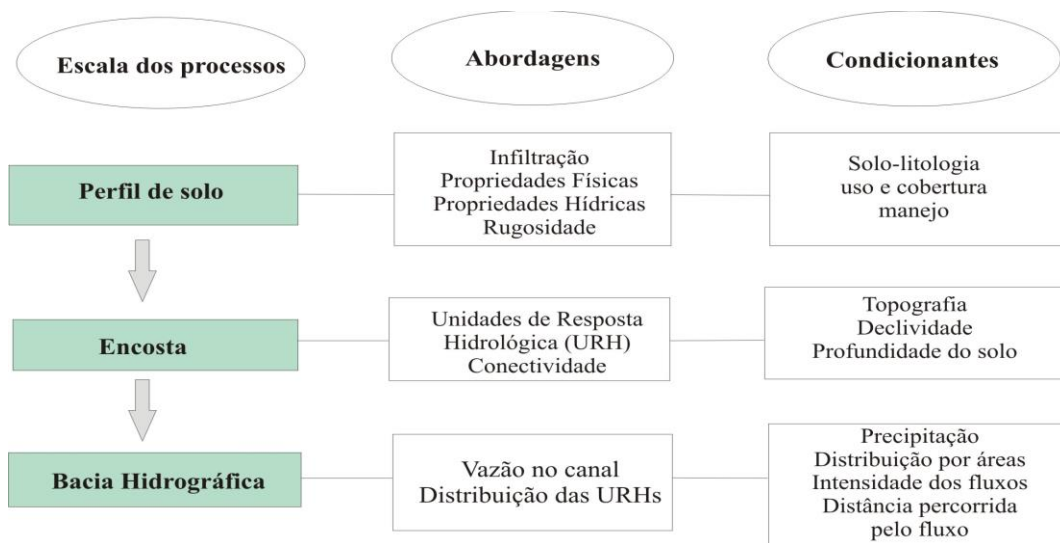 Escala dos processos
Abordagens
Condicionantes
Perfil de solo
Infiltração
Propriedades Físicas
Propriedades Hídricas
Rugosidade
Solo-litologia
uso e cobertura
manejo
Encosta
Unidades de Resposta
Hidrológica (URH)
Conectividade
Topografia
Declividade
Profundidade do solo
Bacia Hidrográfica
Vazão no canal
Distribuição das URHs
Precipitação
Distribuição por áreas
Intensidade dos fluxos
Distância percorrida
pelo fluxo